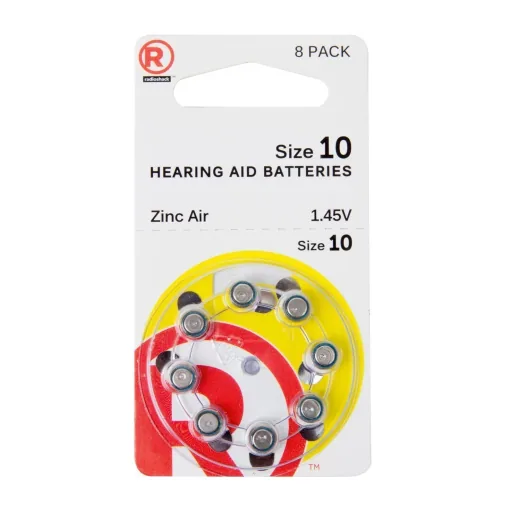 R
radioshack
8 PACK
Size 10
HEARING AID BATTERIES
Zinc Air 1.45V
Size 10
TM